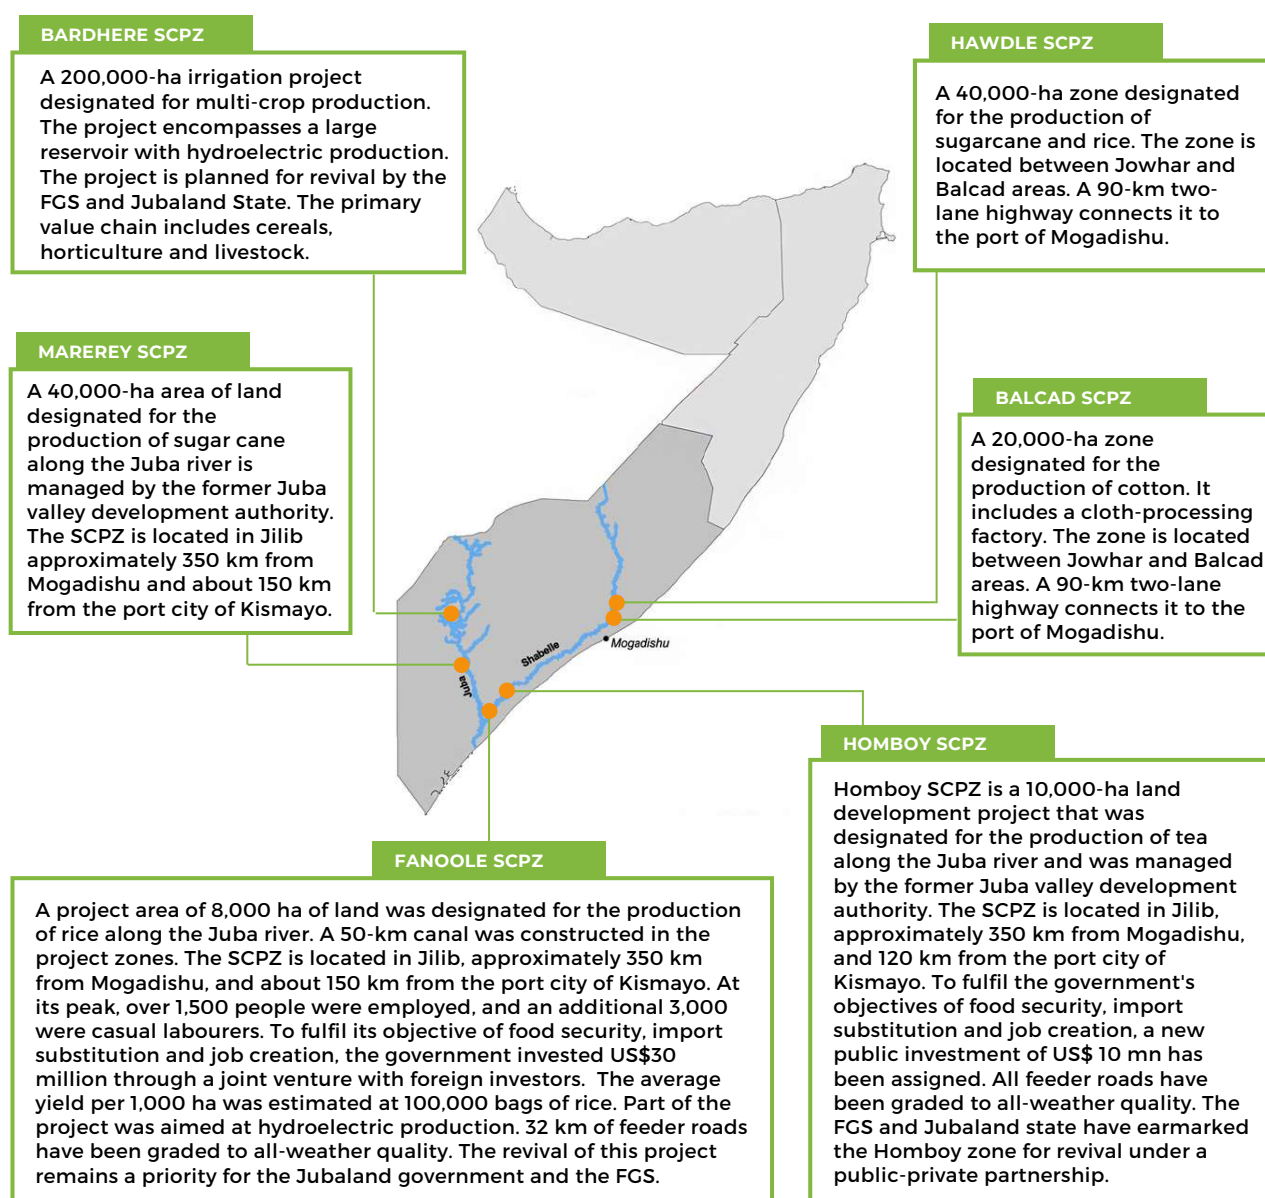 BARDHERE SCPZ
A 200,000-ha irrigation project
designated for multi-crop production.
The project encompasses a large
reservoir with hydroelectric production.
The project is planned for revival by the
FGS and Jubaland State. The primary
value chain includes cereals,
horticulture and livestock.
HAWDLE SCPZ
A 40,000-ha zone designated
for the production of
sugarcane and rice. The zone is
located between Jowhar and
Balcad areas. A 90-km two-
lane highway connects it to
the port of Mogadishu.
MAREREY SCPZ
A 40,000-ha area of land
designated for the
production of sugar cane
along the Juba river is
managed by the former Juba
valley development authority.
The SCPZ is located in Jilib
approximately 350 km from
Mogadishu and about 150 km
from the port city of Kismayo.
BALCAD SCPZ
A 20,000-ha zone
designated for the
production of cotton. It
includes a cloth-processing
factory. The zone is located
between Jowhar and Balcad
areas. A 90-km two-lane
highway connects it to the
port of Mogadishu.
Mogadishu
Shabelle
Juba
HOMBOY SCPZ
Homboy SCPZ is a 10,000-ha land
development project that was
designated for the production of tea
along the Juba river and was managed
by the former Juba valley development
authority. The SCPZ is located in Jilib,
approximately 350 km from Mogadishu,
and 120 km from the port city of
Kismayo. To fulfil the government's
objectives of food security, import
substitution and job creation, a new
public investment of US$ 10 mn has
been assigned. All feeder roads have
been graded to all-weather quality. The
FGS and Jubaland state have earmarked
the Homboy zone for revival under a
public-private partnership.
FANOOLE SCPZ
A project area of 8,000 ha of land was designated for the production
of rice along the Juba river. A 50-km canal was constructed in the
project zones. The SCPZ is located in Jilib, approximately 350 km
from Mogadishu, and about 150 km from the port city of Kismayo. At
its peak, over 1,500 people were employed, and an additional 3,000
were casual labourers. To fulfil its objective of food security, import
substitution and job creation, the government invested US$30
million through a joint venture with foreign investors.  The average
yield per 1,000 ha was estimated at 100,000 bags of rice. Part of the
project was aimed at hydroelectric production. 32 km of feeder roads
have been graded to all-weather quality. The revival of this project
remains a priority for the Jubaland government and the FGS.